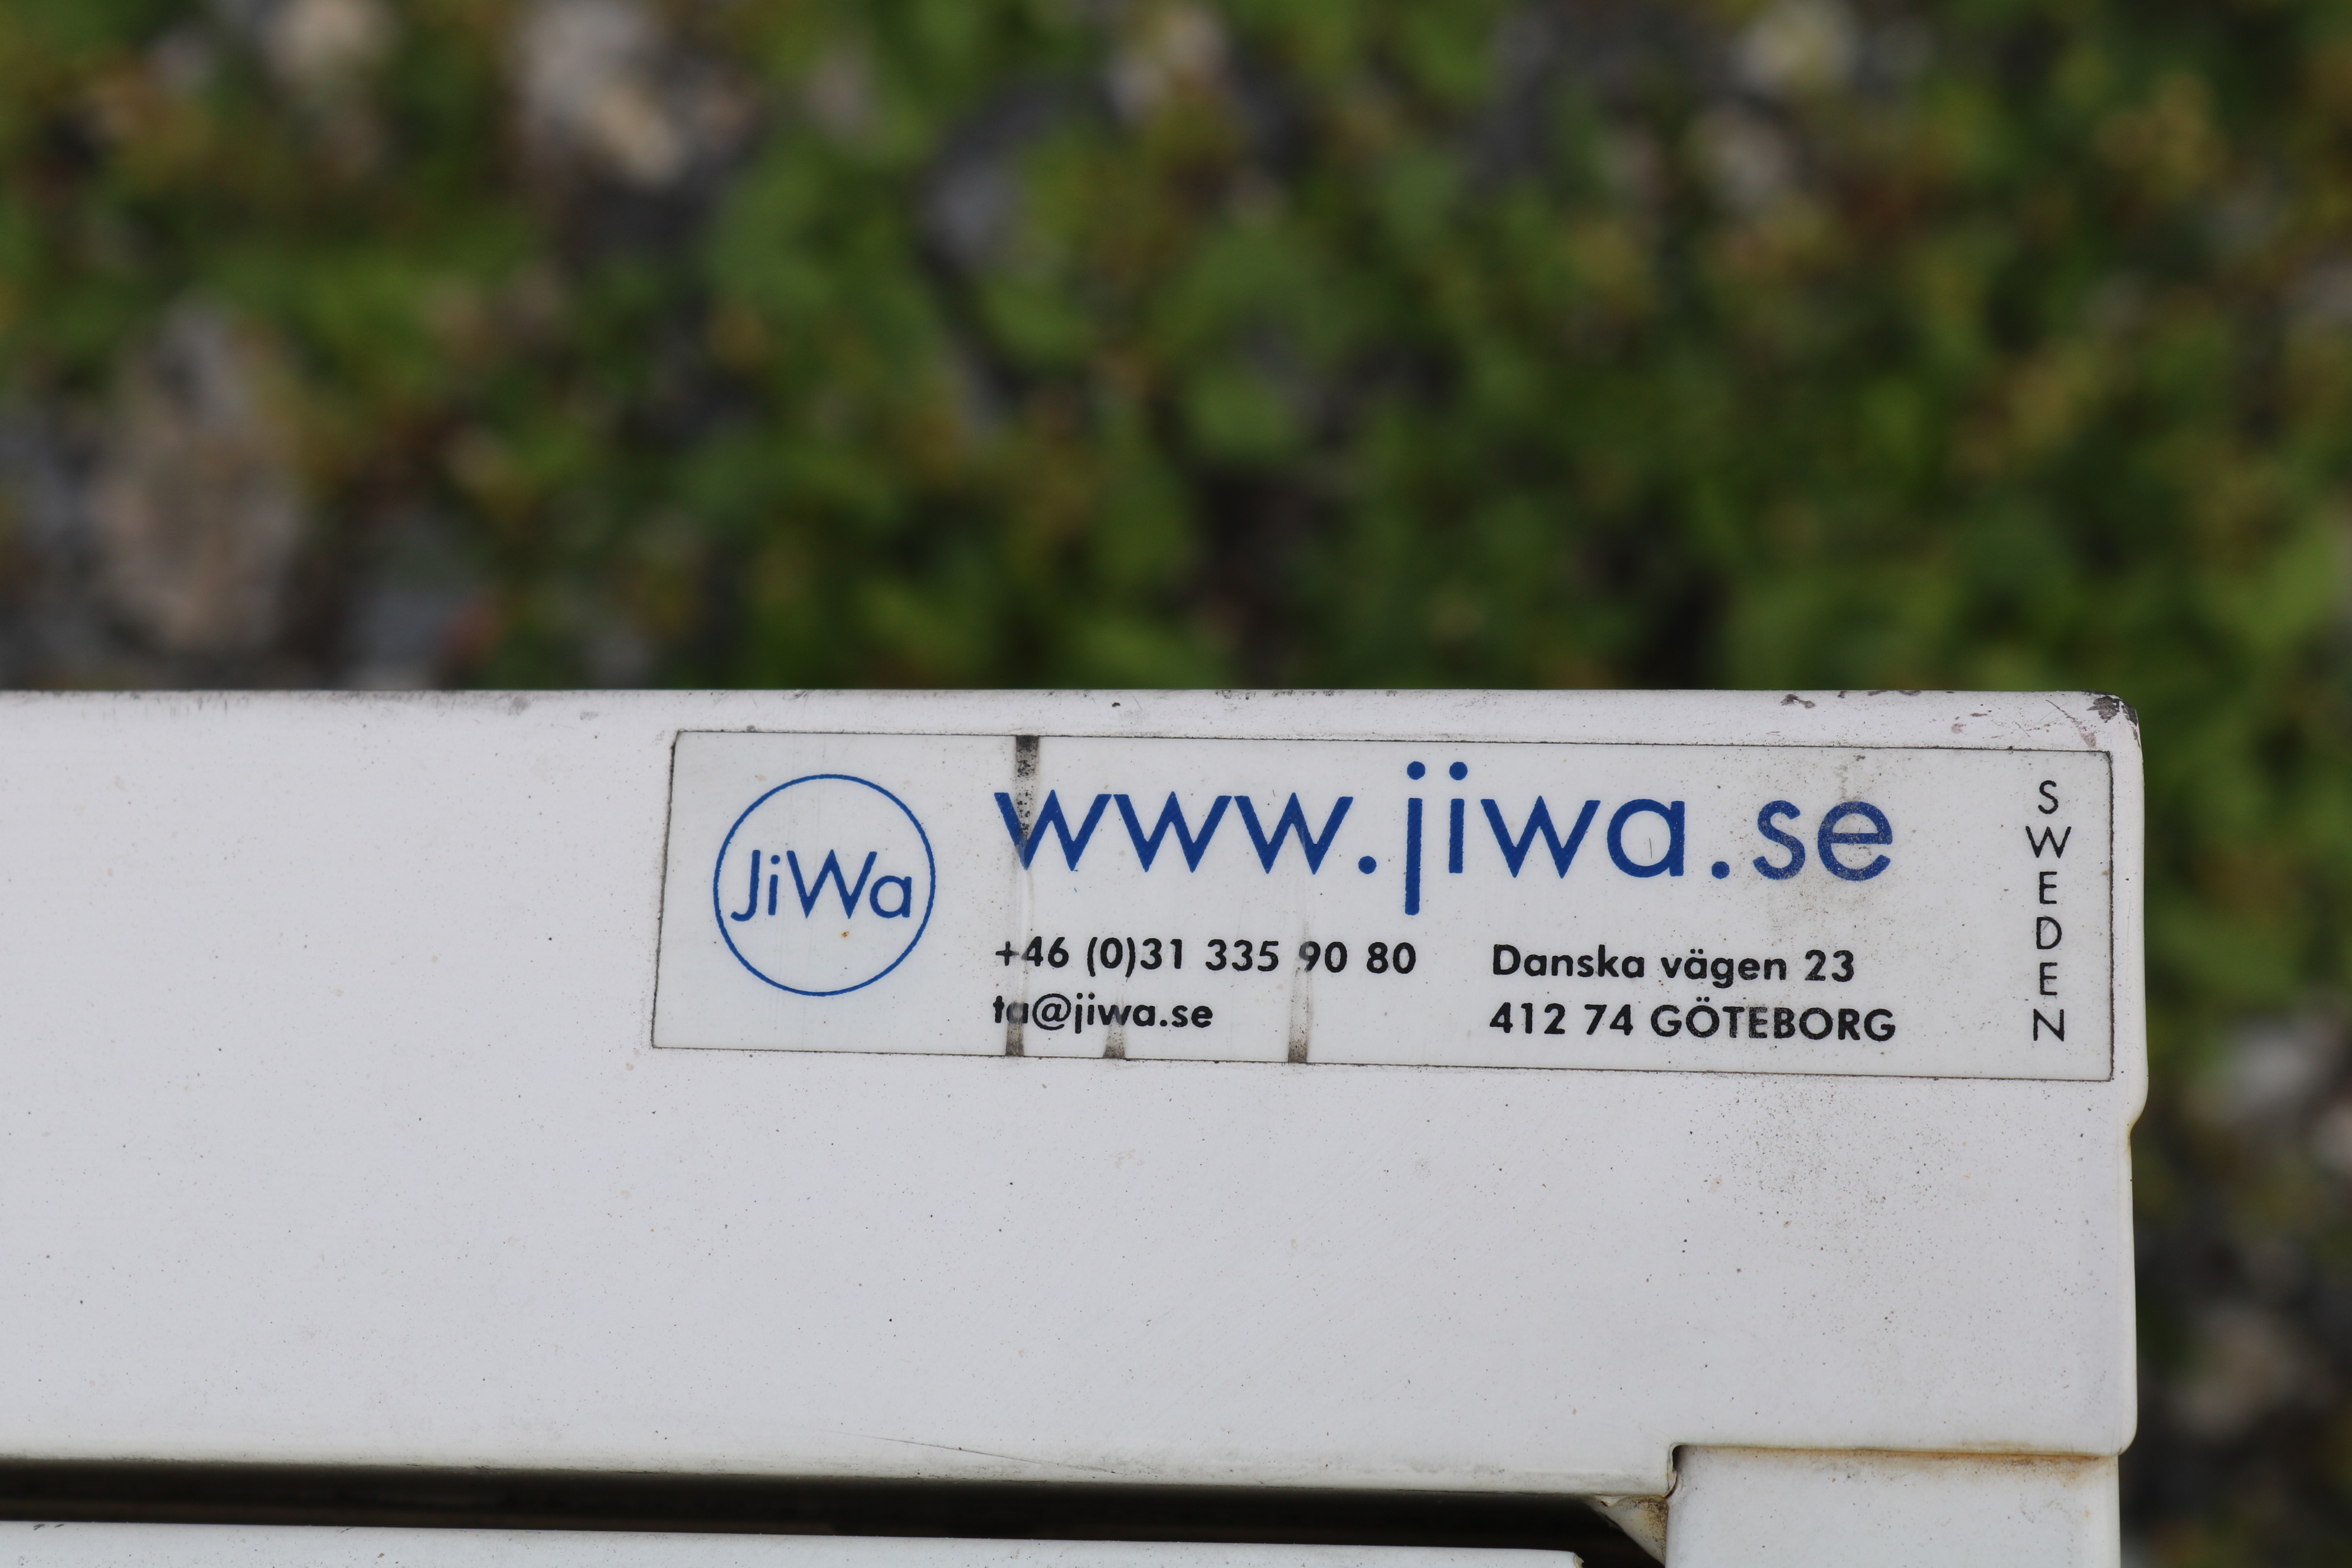 JiWa
www.jiwa.se
+46 (0)31 335 90 80
ta@jiwa.se
Danska vägen 23
412 74 GÖTEBORG
SWEDEN